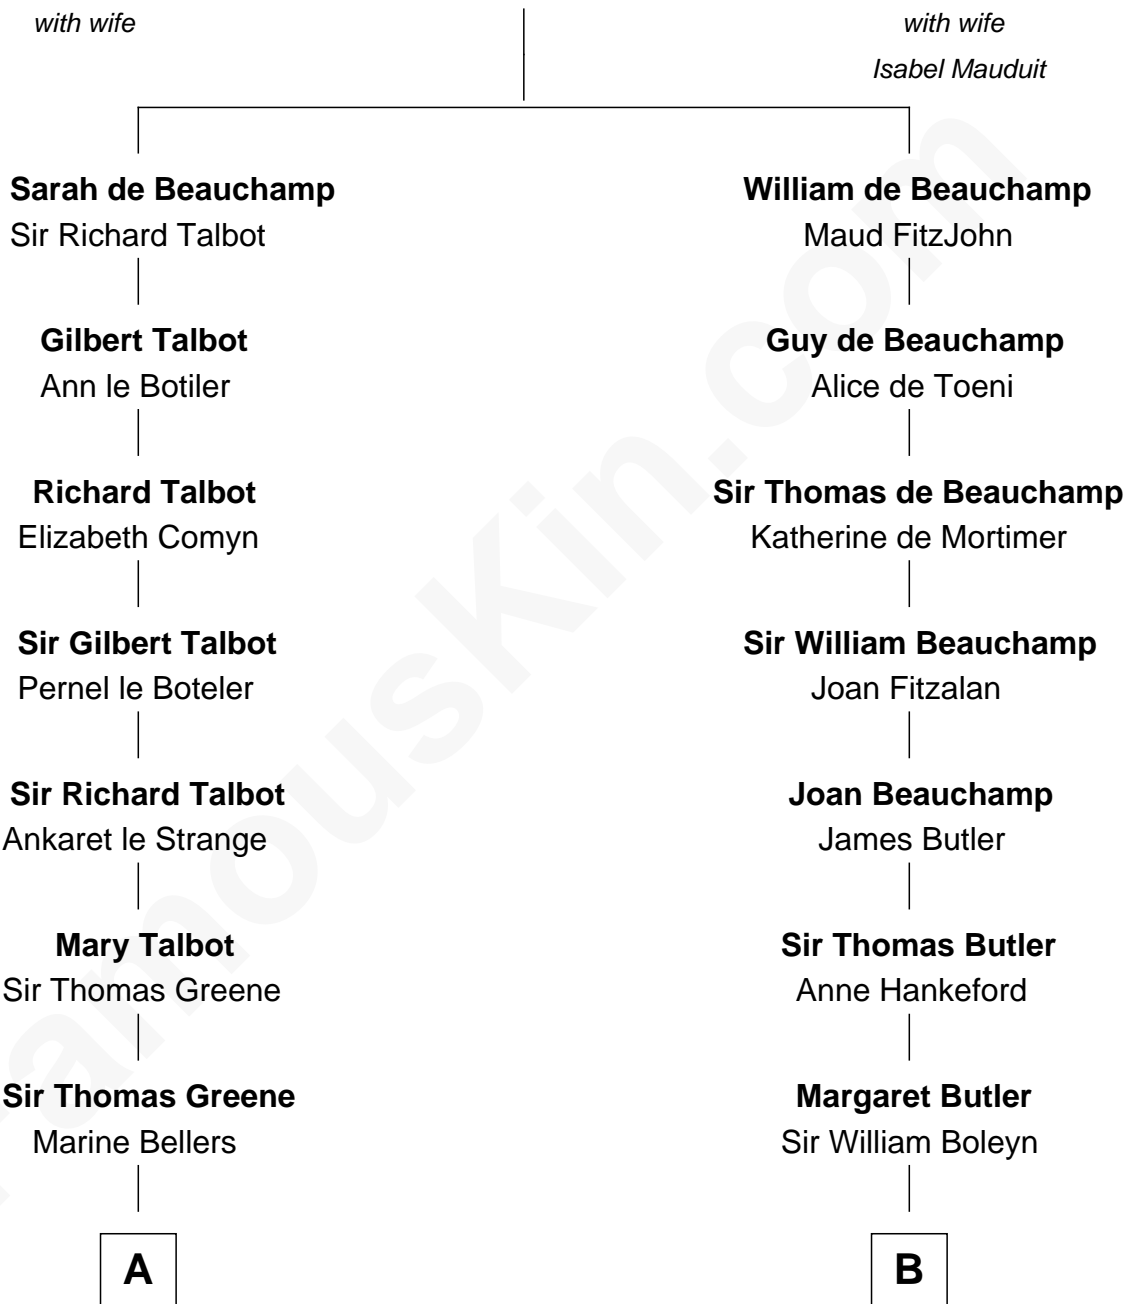 with wife
with wife
Isabel Mauduit
Sarah de Beauchamp
Sir Richard Talbot
William de Beauchamp
Maud FitzJohn
Gilbert Talbot
Ann le Botiler
Guy de Beauchamp
Alice de Toeni
Richard Talbot
Elizabeth Comyn
Sir Thomas de Beauchamp
Katherine de Mortimer
Sir Gilbert Talbot
Pernel le Boteler
Sir William Beauchamp
Joan Fitzalan
Sir Richard Talbot
Ankaret le Strange
Joan Beauchamp
James Butler
Mary Talbot
Sir Thomas Greene
Sir Thomas Butler
Anne Hankeford
Sir Thomas Greene
Marine Bellers
Margaret Butler
Sir William Boleyn
A
B
FamousKin.com